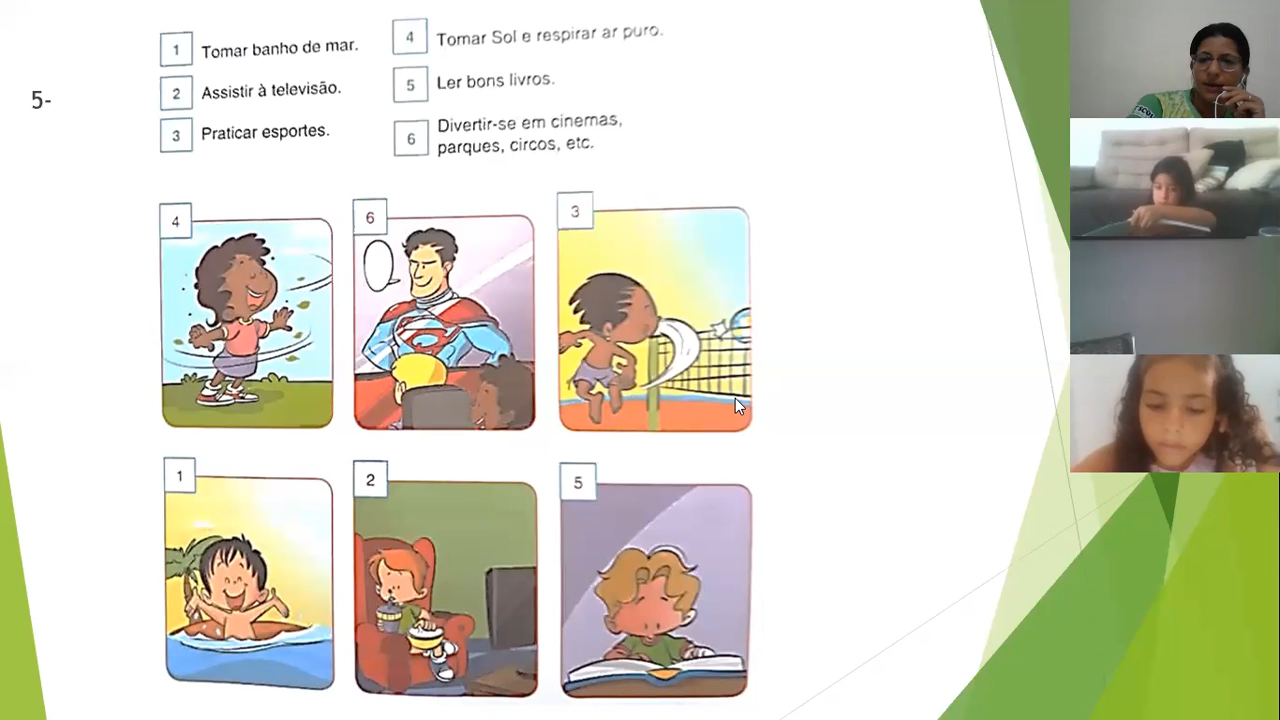 5-
1 Tomar banho de mar.
2 Assistir à televisão.
3 Praticar esportes.
4 Tomar Sol e respirar ar puro.
5 Ler bons livros.
6 Divertir-se em cinemas,
parques, circos, etc.
4
6
3
1
2
5